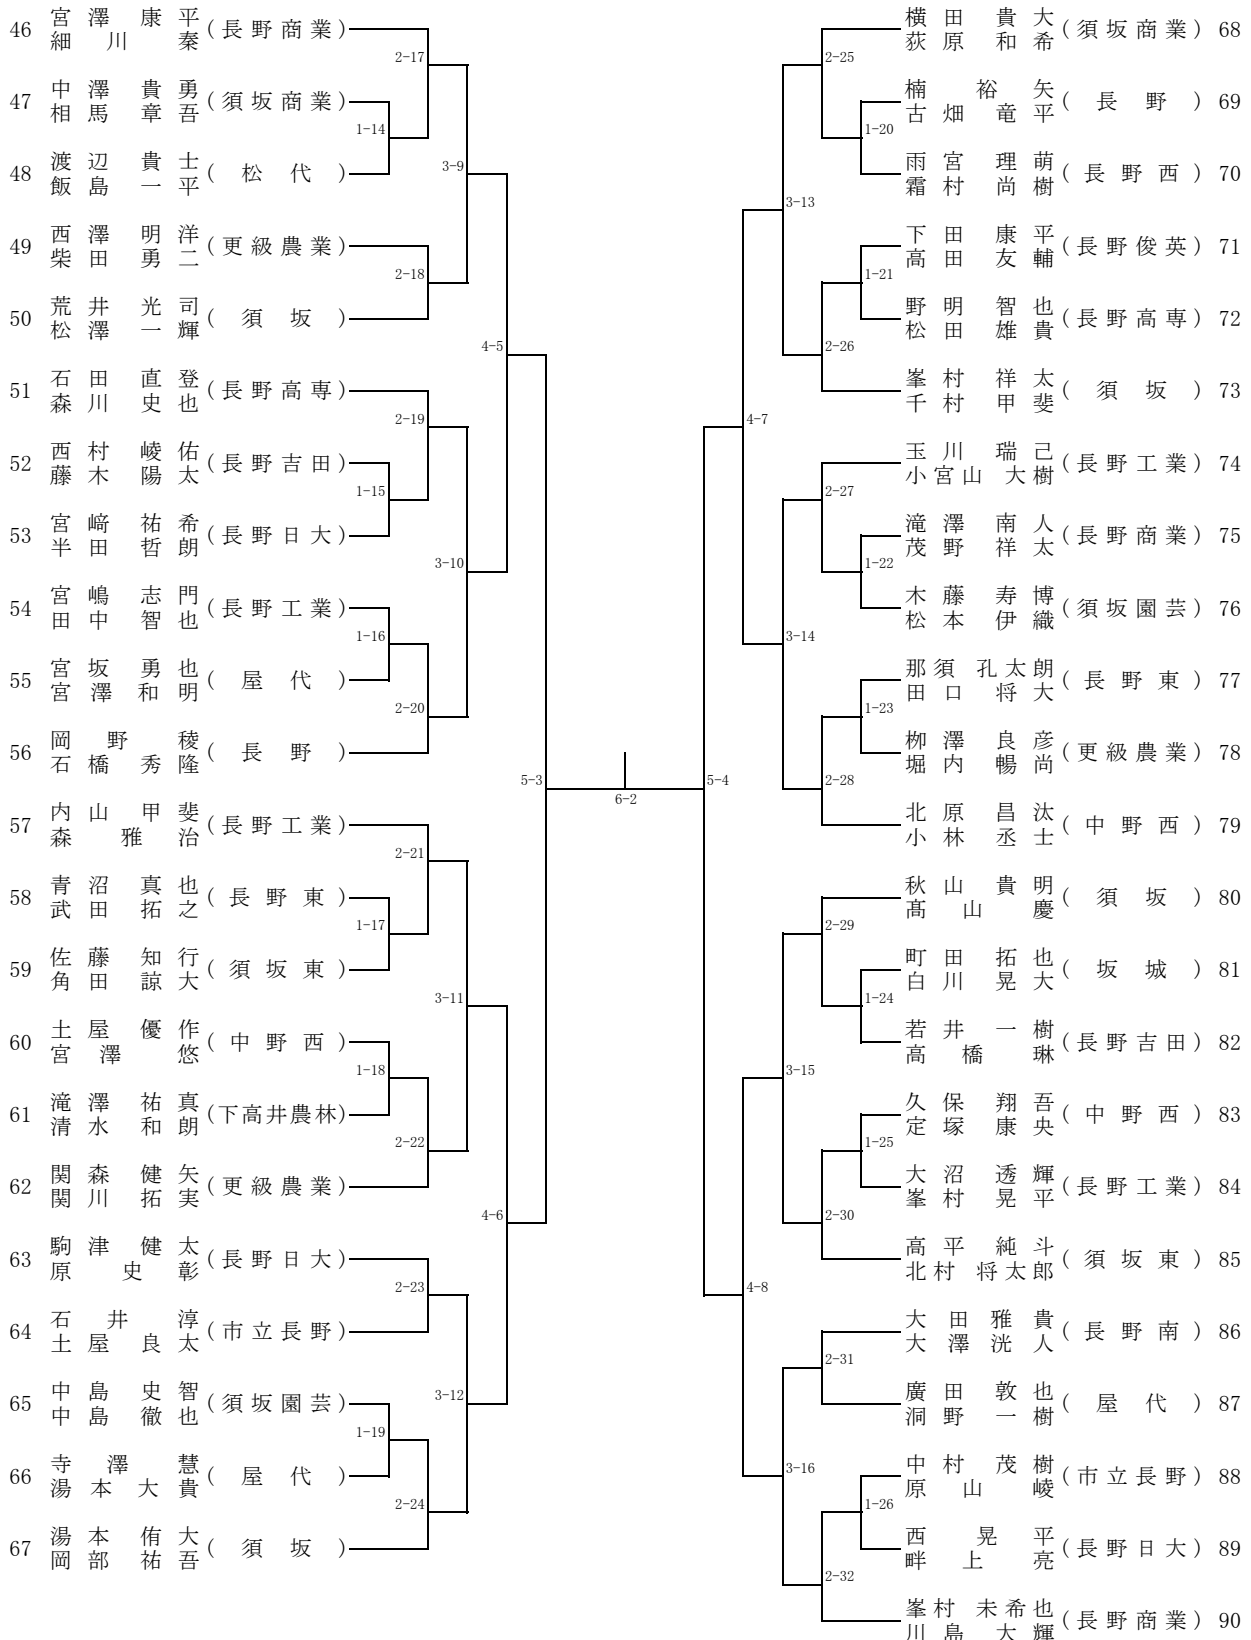 宮澤康平
46 (長野商業)
細川秦
2-17
中澤貴勇
47 (須坂商業)
相馬章吾
1-14
渡辺貴士
48 (松代)
飯島一平
3-9
西澤明洋
49 (更級農業)
柴田勇二
2-18
荒井光司
50 (須坂)
松澤一輝
4-5
石田直登
51 (長野高専)
森川史也
2-19
西村崚佑
52 (長野吉田)
藤木陽太
1-15
宮﨑祐希
53 (長野日大)
半田哲朗
3-10
宮嶋志門
54 (長野工業)
田中智也
1-16
宮坂勇也
55 (屋代)
宮澤和明
2-20
岡野稜
56 (長野)
石橋秀隆
5-3
内山甲斐
57 (長野工業)
森雅治
2-21
青沼真也
58 (長野東)
武田拓之
1-17
佐藤知行
59 (須坂東)
角田諒大
3-11
土屋優作
60 (中野西)
宮澤悠
1-18
滝澤祐真
61 (下高井農林)
清水和朗
2-22
関森健矢
62 (更級農業)
関川拓実
4-6
駒津健太
63 (長野日大)
原史彰
2-23
石井淳
64 (市立長野)
土屋良太
3-12
中島史智
65 (須坂園芸)
中島徹也
1-19
寺澤慧
66 (屋代)
湯本大貴
2-24
湯本侑大
67 (須坂)
岡部祐吾
6-2
横田貴大
(須坂商業) 68
荻原和希
2-25
楠裕矢
(長野) 69
古畑竜平
1-20
雨宮理萌
(長野西) 70
霜村尚樹
3-13
下田康平
(長野俊英) 71
高田友輔
1-21
野明智也
(長野高専) 72
松田雄貴
2-26
峯村祥太
(須坂) 73
千村甲斐
4-7
玉川瑞己
(長野工業) 74
小宮山大樹
2-27
滝澤南人
(長野商業) 75
茂野祥太
1-22
木藤寿博
(須坂園芸) 76
松本伊織
3-14
那須孔太朗
(長野東) 77
田口将大
1-23
栁澤良彦
(更級農業) 78
堀内暢尚
2-28
5-4
北原昌汰
(中野西) 79
小林丞士
秋山貴明
(須坂) 80
髙山慶
2-29
町田拓也
(坂城) 81
白川晃大
1-24
若井一樹
(長野吉田) 82
高橋琳
3-15
久保翔吾
(中野西) 83
定塚康央
1-25
大沼透輝
(長野工業) 84
峯村晃平
2-30
高平純斗
(須坂東) 85
北村将太郎
4-8
大田雅貴
(長野南) 86
大澤洸人
2-31
廣田敦也
(屋代) 87
洞野一樹
3-16
中村茂樹
(市立長野) 88
原山崚
1-26
西晃平
(長野日大) 89
畔上亮
2-32
峯村未希也
(長野商業) 90
川島大輝